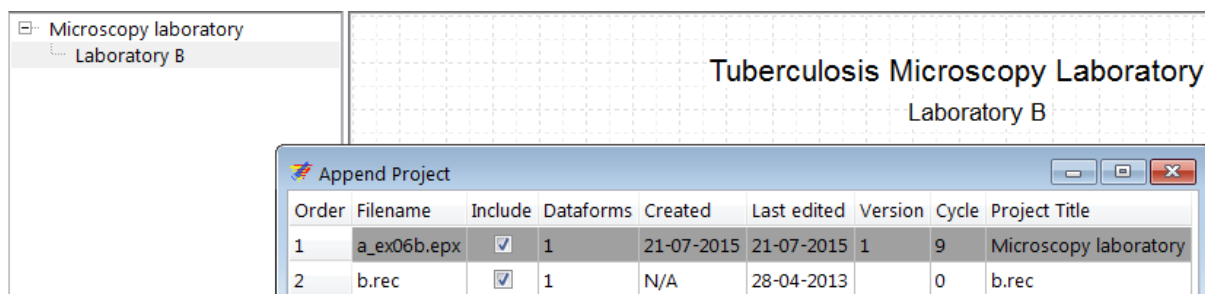 Microscopy laboratory
Laboratory B
Tuberculosis Microscopy Laboratory
Laboratory B
Append Project
Order Filename Include Dataforms Created Last edited Version Cycle Project Title
1 a_ex06b.epx 1 21-07-2015 21-07-2015 1 9 Microscopy laboratory
2 b.rec 1 N/A 28-04-2013 0 b.rec